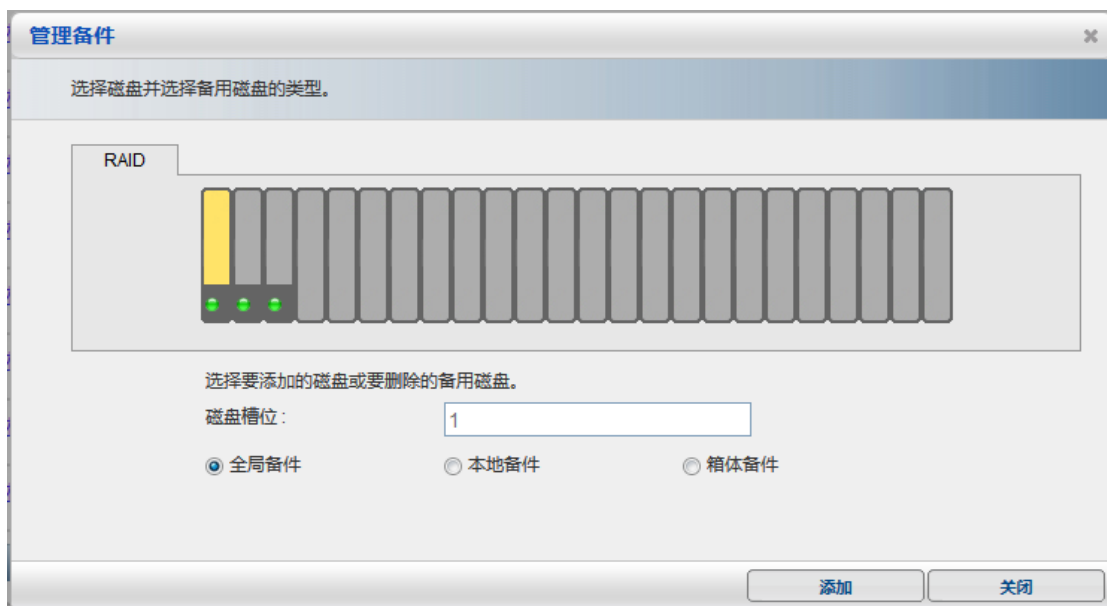 管理备件
选择磁盘并选择备用磁盘的类型。
RAID
选择要添加的磁盘或要删除的备用磁盘。
磁盘槽位: 1
全局备件 本地备件 箱体备件
添加 关闭